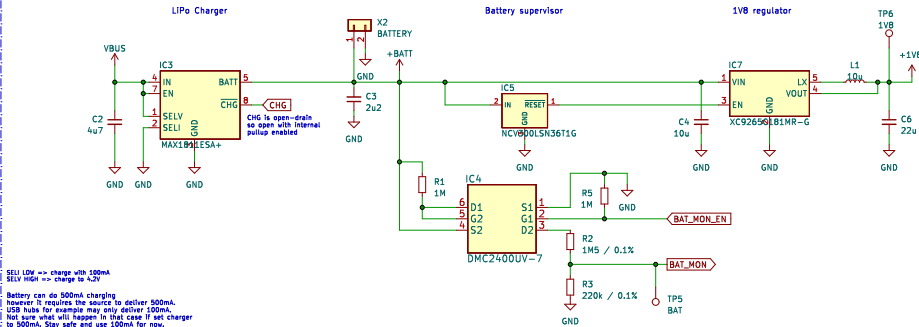 LiPo Charger
Battery supervisor
1V8 regulator
X2
BATTERY
1
2
GND
TP6
1V8
VBUS
+BATT
+1V8
IC3
4 IN
7 EN
1 SELV
2 SELI
BATT 5
CHG 8
GND
MAX1811ESA+
CHG
CHG is open-drain
so open with internal
pullup enabled
C2
4u7
GND
GND
GND
C3
2u2
GND
IC5
2 IN
RESET 1
GND
NCV300LSN36T1G
GND
C4
10u
GND
IC7
1 VIN
3 EN
LX 5
VOUT 4
GND
XC9265D181MR-G
GND
L1
10u
C6
22u
GND
R1
1M
IC4
6 D1
5 G2
4 S2
S1 1
G1 2
D2 3
DMC2400UV-7
R5
1M
GND
BAT_MON_EN
R2
1M5 / 0.1%
BAT_MON
R3
220k / 0.1%
GND
TP5
BAT
SELI LOW => charge with 100mA
SELV HIGH => charge to 4.2V
Battery can do 500mA charging
however it requires the source to deliver 500mA.
USB hubs for example may only deliver 100mA.
Not sure what will happen in that case if set charger
to 500mA. Stay safe and use 100mA for now.